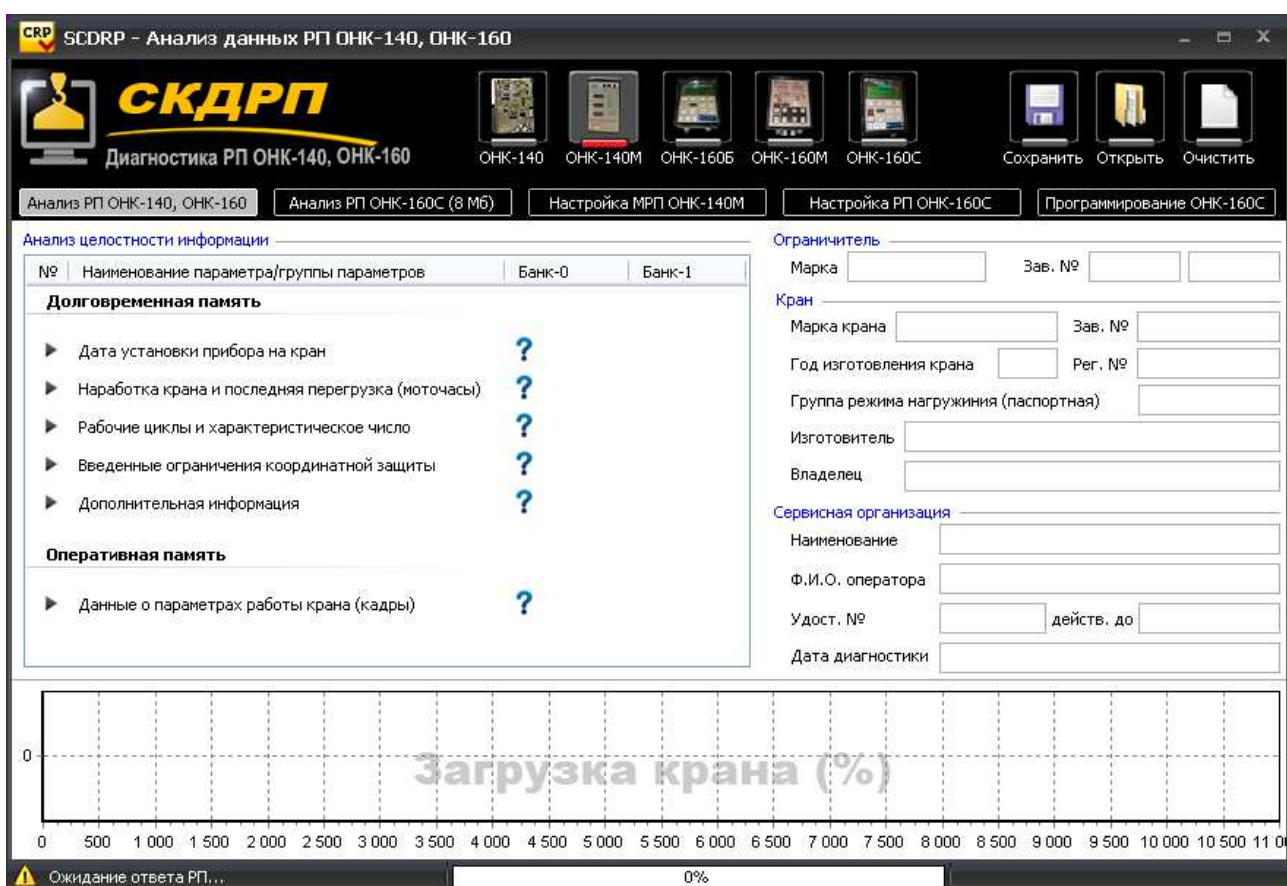 CRP SCDRP - Анализ данных РП ОНК-140, ОНК-160
СКДРП
Диагностика РП ОНК-140, ОНК-160
ОНК-140 ОНК-140М ОНК-160Б ОНК-160М ОНК-160С Сохранить Открыть Очистить
Анализ РП ОНК-140, ОНК-160 Анализ РП ОНК-160С (8 Мб) Настройка МРП ОНК-140М Настройка РП ОНК-160С Программирование ОНК-160С
Анализ целостности информации
№ Наименование параметра/группы параметров Банк-0 Банк-1
Долговременная память
Дата установки прибора на кран ?
Наработка крана и последняя перегрузка (моточасы) ?
Рабочие циклы и характеристическое число ?
Введенные ограничения координатной защиты ?
Дополнительная информация ?
Оперативная память
Данные о параметрах работы крана (кадры) ?
Ограничитель
Марка Зав. №
Кран
Марка крана Зав. №
Год изготовления крана Рег. №
Группа режима нагружиния (паспортная)
Изготовитель
Владелец
Сервисная организация
Наименование
Ф.И.О. оператора
Удост. № действ. до
Дата диагностики
0
Загрузка крана (%)
0 500 1 000 1 500 2 000 2 500 3 000 3 500 4 000 4 500 5 000 5 500 6 000 6 500 7 000 7 500 8 000 8 500 9 000 9 500 10 000 10 500 11 0
Ожидание ответа РП... 0%